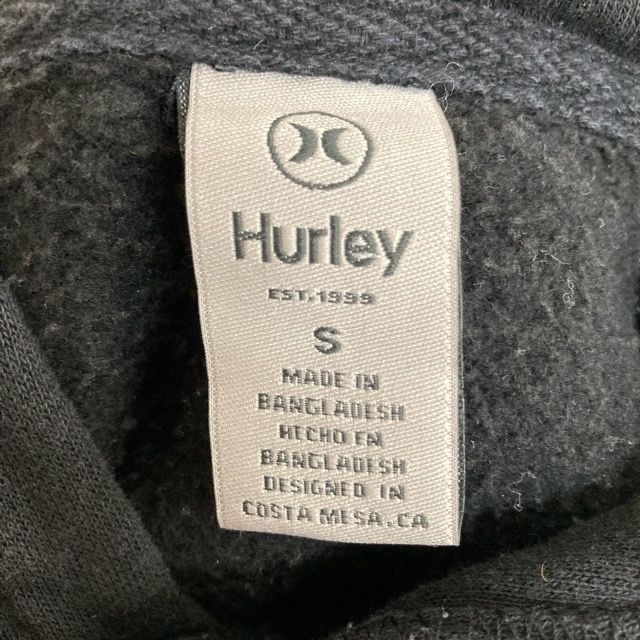 Hurley
EST.1999
S
MADE IN
BANGLADESH
HECHO EN
BANGLADESH
DESIGNED IN
COSTA MESA.CA